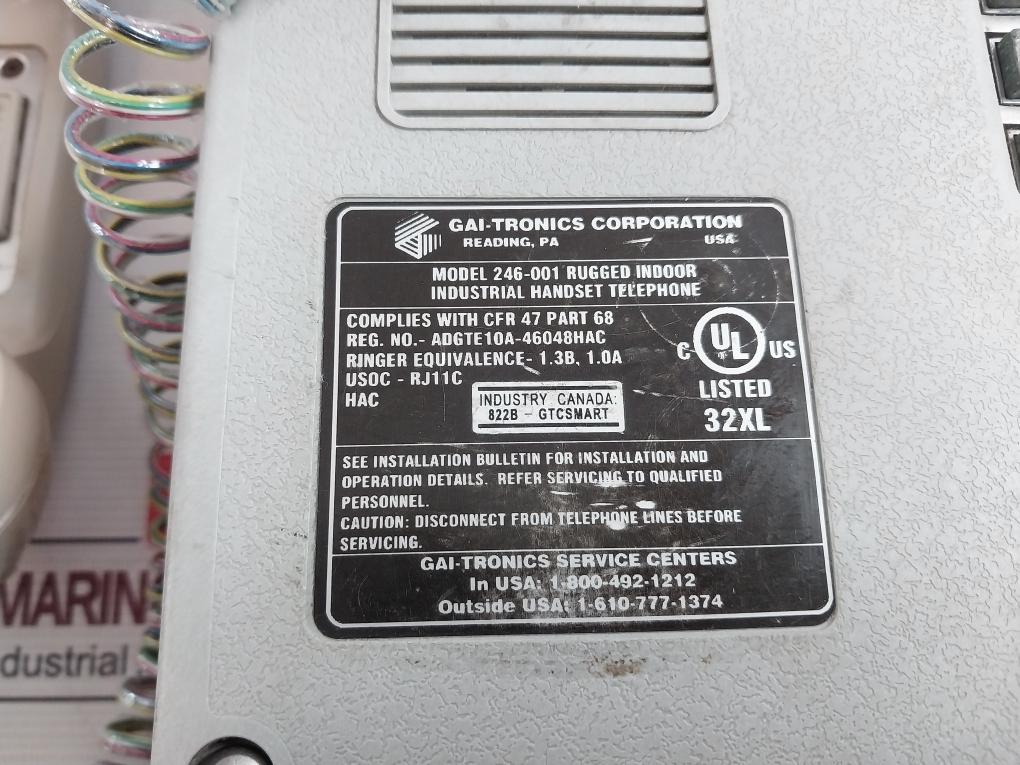 GAI-TRONICS CORPORATION
READING, PA USA
MODEL 246-001 RUGGED INDOOR
INDUSTRIAL HANDSET TELEPHONE
COMPLIES WITH CFR 47 PART 68
REG. NO.- ADGTE10A-46048HAC
RINGER EQUIVALENCE- 1.3B, 1.0A
USOC - RJ11C
HAC
INDUSTRY CANADA:
822B - GTCSMART
C UL US
LISTED
32XL
SEE INSTALLATION BULLETIN FOR INSTALLATION AND
OPERATION DETAILS. REFER SERVICING TO QUALIFIED
PERSONNEL.
CAUTION: DISCONNECT FROM TELEPHONE LINES BEFORE
SERVICING.
GAI-TRONICS SERVICE CENTERS
In USA: 1-800-492-1212
Outside USA: 1-610-777-1374
MARIN
dustrial